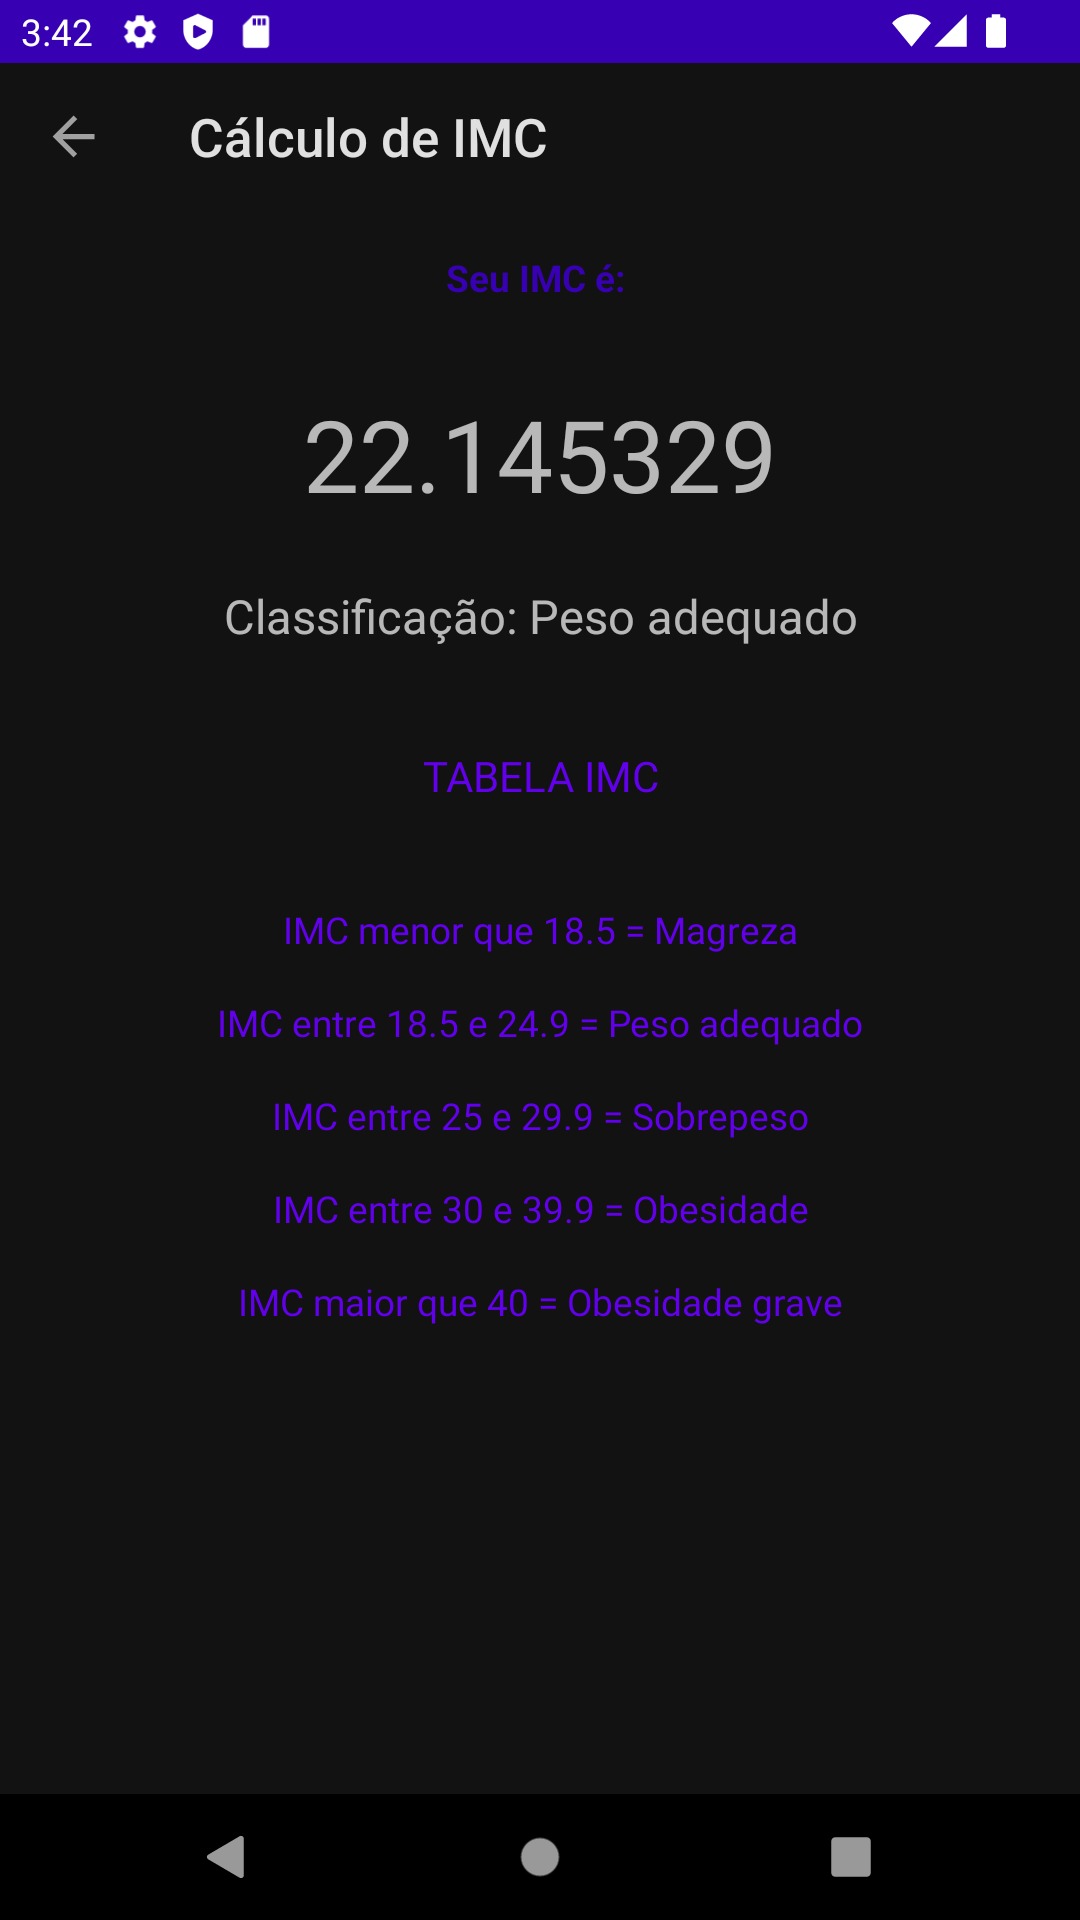 3:42
Cálculo de IMC
Seu IMC é:
22.145329
Classificação: Peso adequado
TABELA IMC
IMC menor que 18.5 = Magreza
IMC entre 18.5 e 24.9 = Peso adequado
IMC entre 25 e 29.9 = Sobrepeso
IMC entre 30 e 39.9 = Obesidade
IMC maior que 40 = Obesidade grave